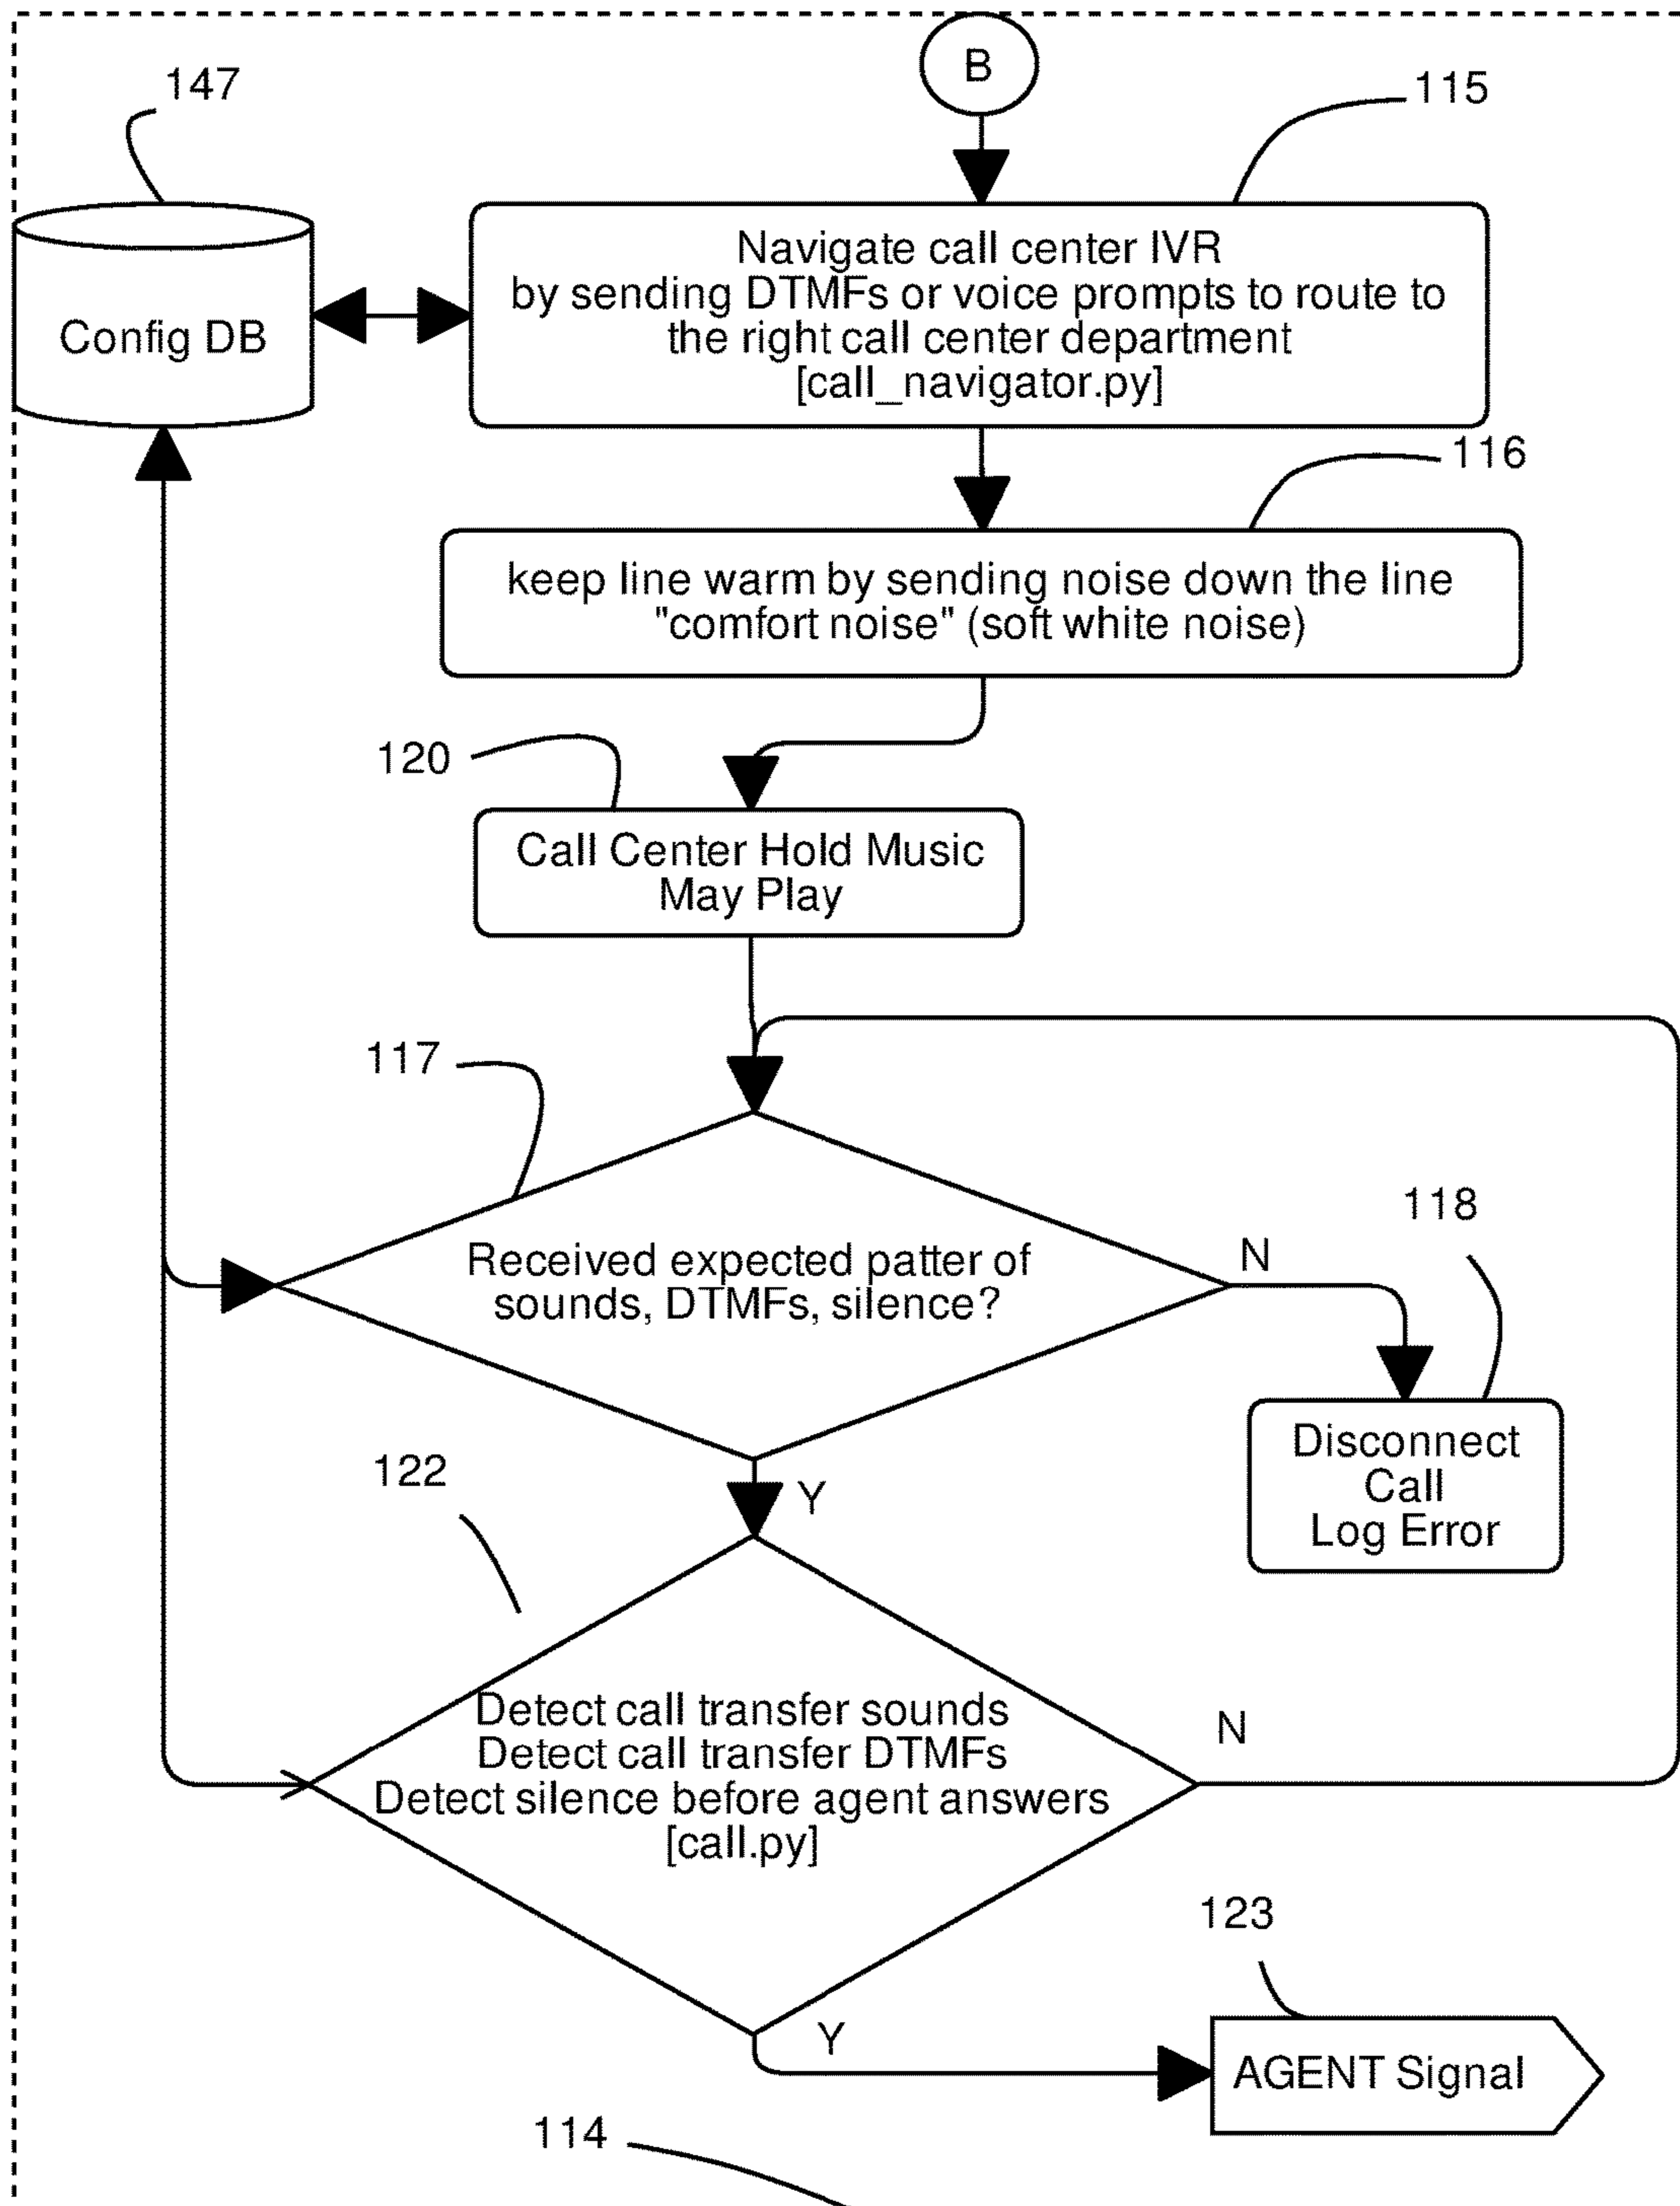 B
147
115
Navigate call center IVR
by sending DTMFs or voice prompts to route to
the right call center department
[call_navigator.py]
Config DB
116
keep line warm by sending noise down the line
"comfort noise" (soft white noise)
120
Call Center Hold Music
May Play
117
118
N
Received expected patter of
sounds, DTMFs, silence?
Disconnect
Call
Log Error
122
Y
Detect call transfer sounds
Detect call transfer DTMFs
Detect silence before agent answers
[call.py]
N
123
Y
AGENT Signal
114